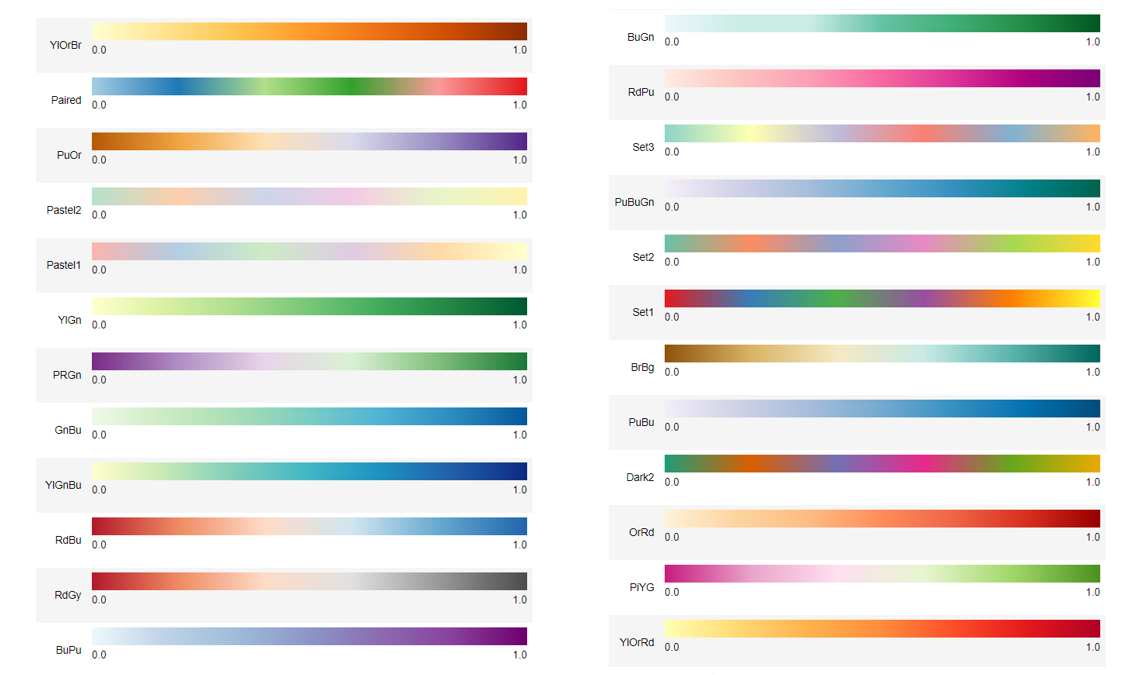 YlOrBr
0.0 1.0
Paired
0.0 1.0
PuOr
0.0 1.0
Pastel2
0.0 1.0
Pastel1
0.0 1.0
YlGn
0.0 1.0
PRGn
0.0 1.0
GnBu
0.0 1.0
YlGnBu
0.0 1.0
RdBu
0.0 1.0
RdGy
0.0 1.0
BuPu
0.0 1.0
BuGn
0.0 1.0
RdPu
0.0 1.0
Set3
0.0 1.0
PuBuGn
0.0 1.0
Set2
0.0 1.0
Set1
0.0 1.0
BrBg
0.0 1.0
PuBu
0.0 1.0
Dark2
0.0 1.0
OrRd
0.0 1.0
PiYG
0.0 1.0
YlOrRd
0.0 1.0